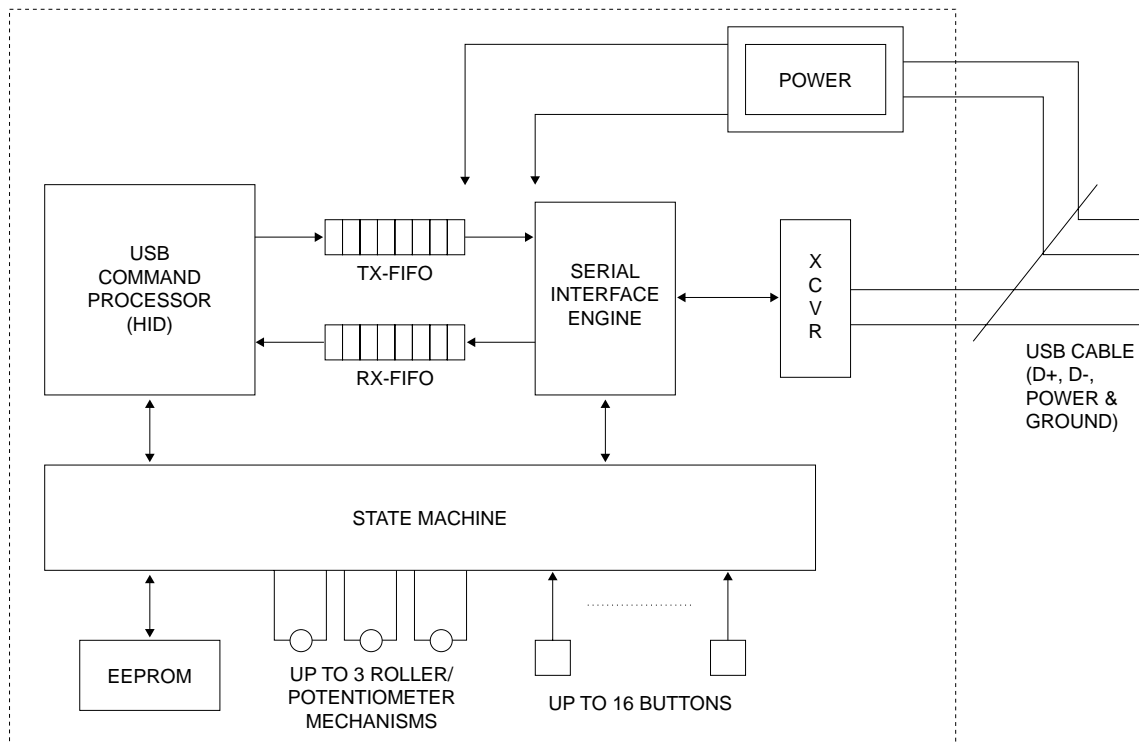 POWER
USB
COMMAND
PROCESSOR
(HID)
TX-FIFO
RX-FIFO
SERIAL
INTERFACE
ENGINE
X
C
V
R
USB CABLE
(D+, D-,
POWER &
GROUND)
STATE MACHINE
EEPROM
UP TO 3 ROLLER/
POTENTIOMETER
MECHANISMS
UP TO 16 BUTTONS